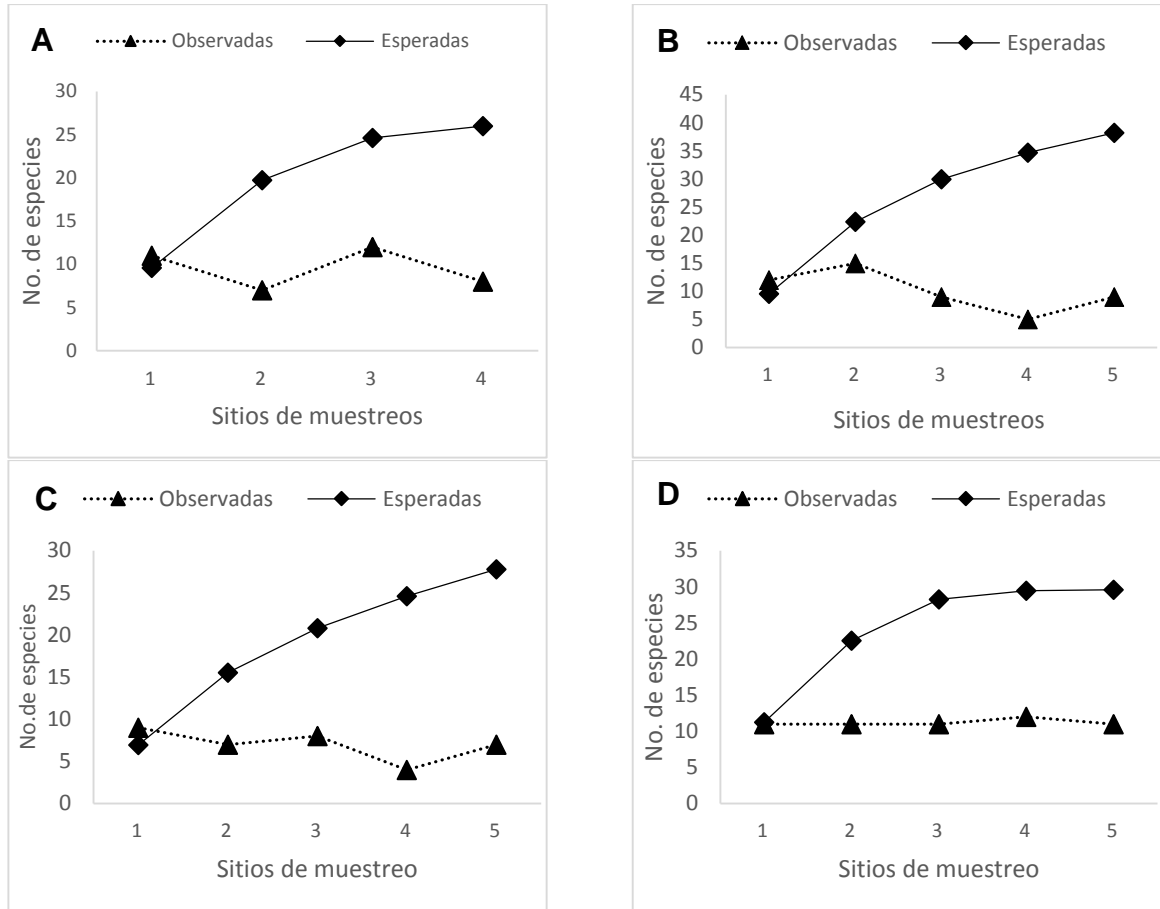 A
Observadas
Esperadas
No. de especies
30
25
20
15
10
5
0
1 2 3 4
Sitios de muestreos
B
Observadas
Esperadas
No. de especies
45
40
35
30
25
20
15
10
5
0
1 2 3 4 5
Sitios de muestreos
C
Observadas
Esperadas
No.de especies
30
25
20
15
10
5
0
1 2 3 4 5
Sitios de muestreo
D
Observadas
Esperadas
No. de especies
35
30
25
20
15
10
5
0
1 2 3 4 5
Sitios de muestreo